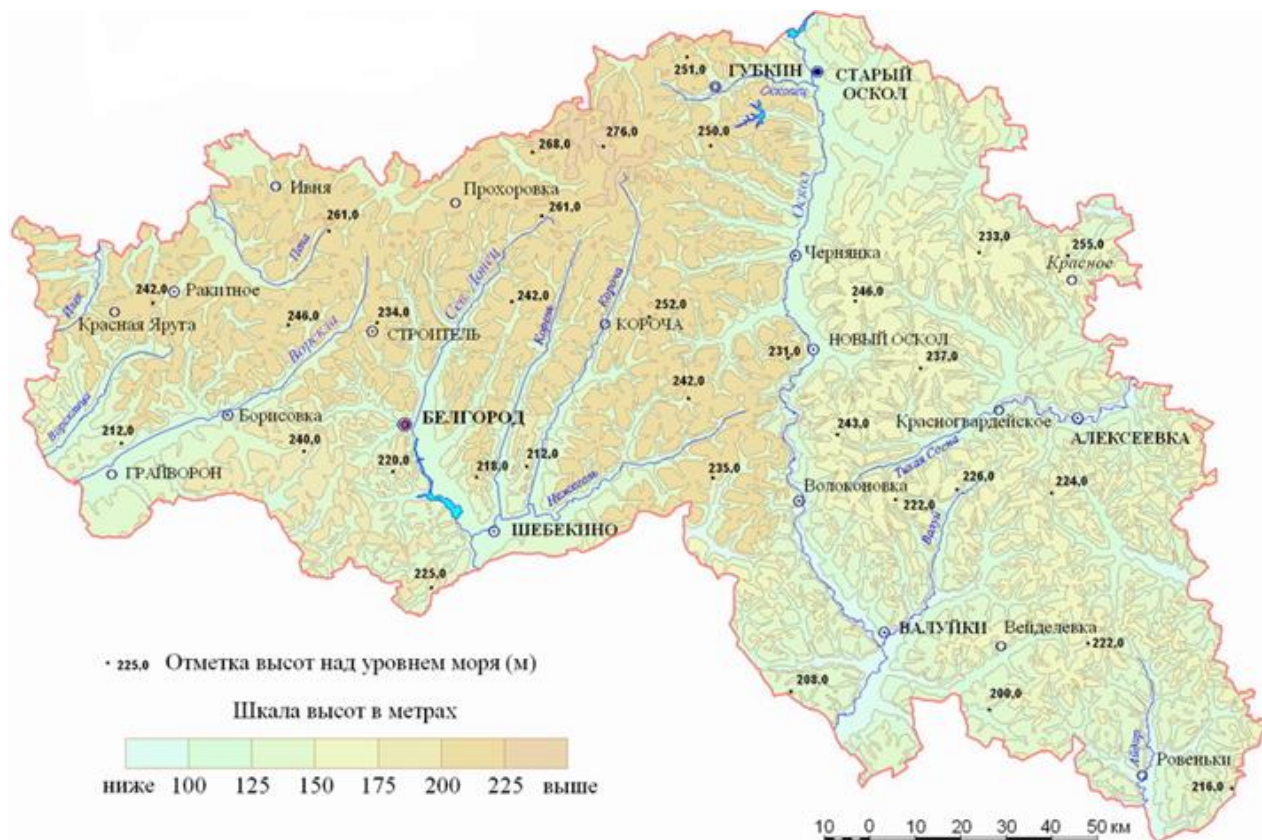 251,0
ГУБКИН
СТАРЫЙ
ОСКОЛ
Осколец
268,0
276,0
250,0
Ивня
Прохоровка
Оскол
261,0
261,0
Пена
Сев. Донец
Чернянка
233,0
255,0
Красное
Илек
242,0
Ракитное
Красная Яруга
246,0
Ворскла
234,0
СТРОИТЕЛЬ
242,0
Корень
Короча
252,0
КОРОЧА
246,0
231,0
НОВЫЙ ОСКОЛ
237,0
242,0
Ворсклица
Борисовка
БЕЛГОРОД
Красногвардейское
АЛЕКСЕЕВКА
212,0
240,0
243,0
Тихая Сосна
ГРАЙВОРОН
220,0
218,0
212,0
Нежеголь
235,0
Волоконовка
226,0
224,0
222,0
Валуй
ШЕБЕКИНО
225,0
ВАЛУЙКИ
Вейделевка
222,0
225,0 Отметка высот над уровнем моря (м)
208,0
200,0
Шкала высот в метрах
Айдар
Ровеньки
216,0
ниже 100 125 150 175 200 225 выше
10 0 10 20 30 40 50 км